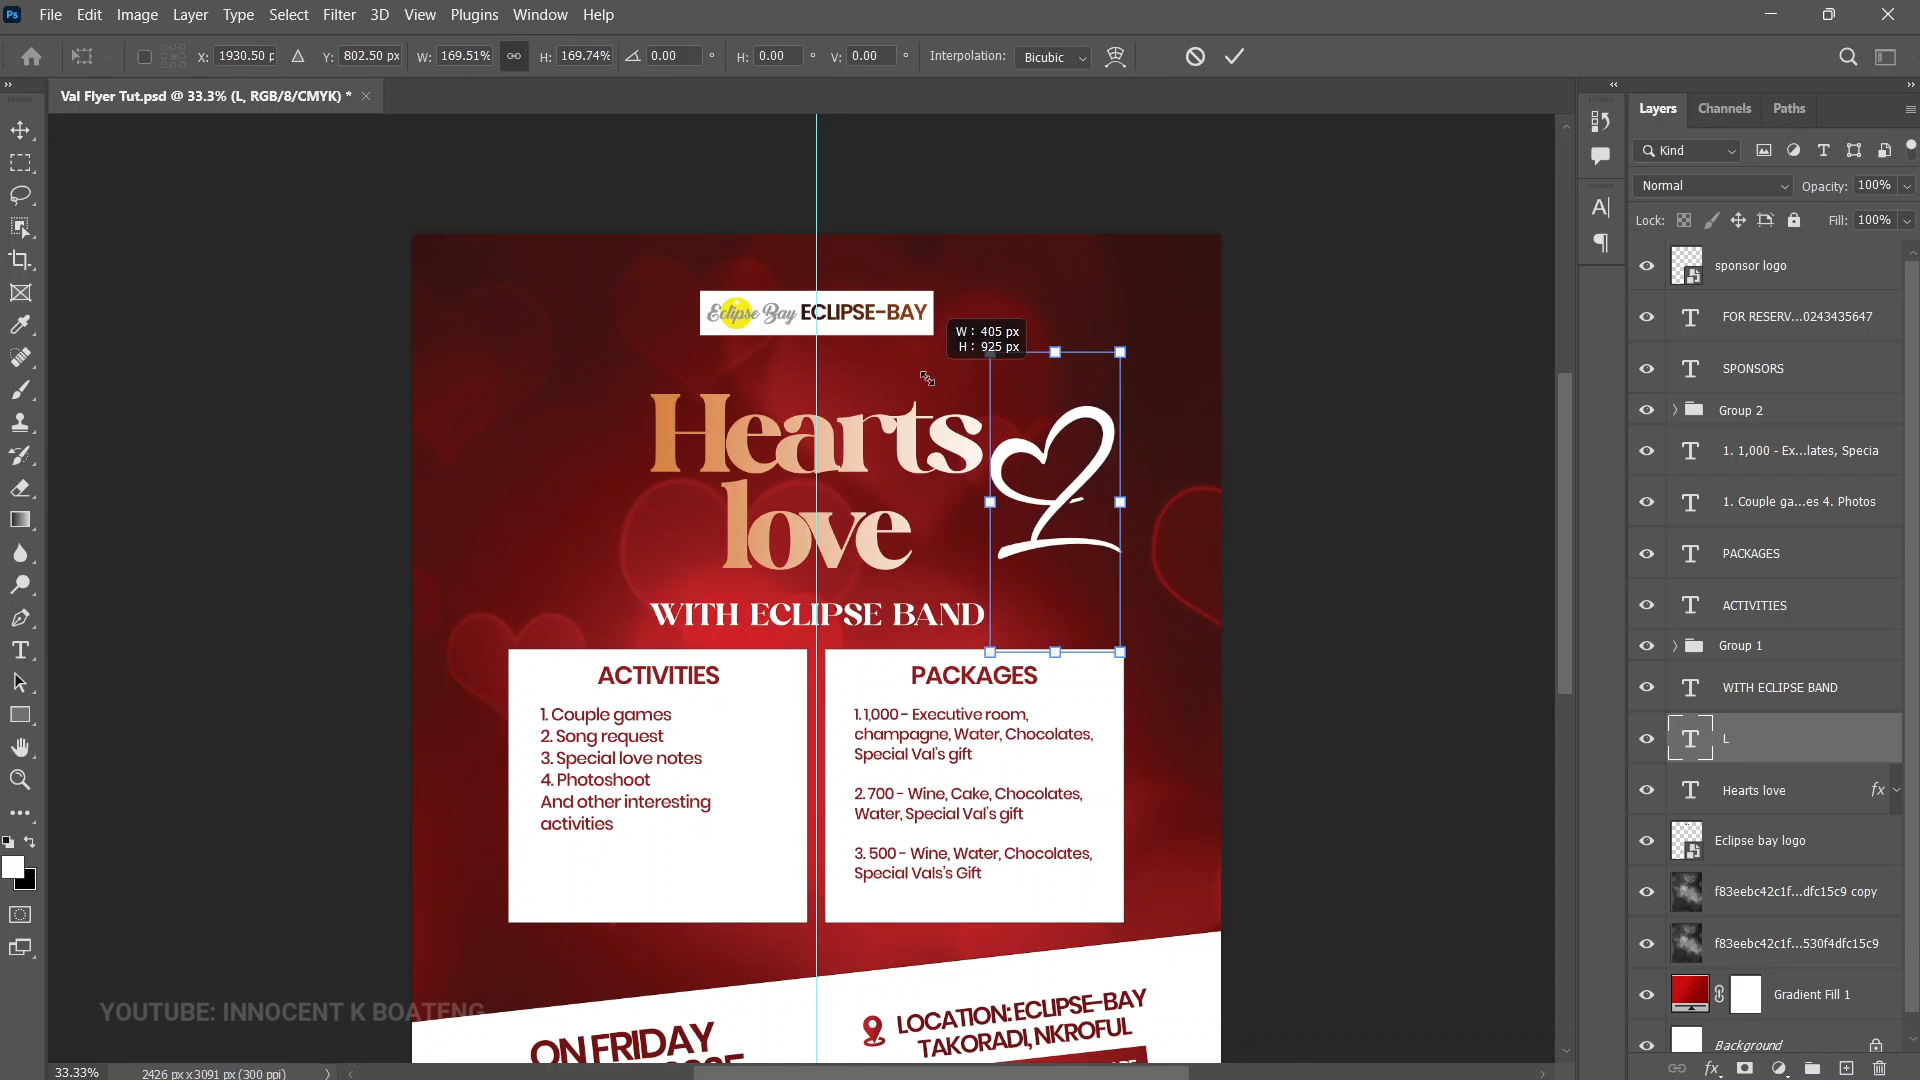 Ps File Edit Image Layer Type Select Filter 3D View Plugins Window Help
X: 1930.50 p Y: 802.50 px W: 169.51% H: 169.74% 0.00 ° H: 0.00 ° V: 0.00 ° Interpolation: Bicubic
Val Flyer Tut.psd @ 33.3% (L, RGB/8/CMYK) *
Layers Channels Paths
Kind
Normal Opacity: 100%
Lock: Fill: 100%
sponsor logo
FOR RESERV...0243435647
SPONSORS
Group 2
1. 1,000 - Ex...lates, Specia
1. Couple ga...es 4. Photos
PACKAGES
ACTIVITIES
Group 1
WITH ECLIPSE BAND
L
Hearts love fx
Eclipse bay logo
f83eebc42c1f...dfc15c9 copy
f83eebc42c1f...530f4dfc15c9
Gradient Fill 1
Background
Eclipse Bay ECLIPSE-BAY
W: 405 px
H: 925 px
Hearts
love
WITH ECLIPSE BAND
ACTIVITIES
1. Couple games
2. Song request
3. Special love notes
4. Photoshoot
And other interesting
activities
PACKAGES
1. 1,000 - Executive room,
champagne, Water, Chocolates,
Special Val's gift
2. 700 - Wine, Cake, Chocolates,
Water, Special Val's gift
3. 500 - Wine, Water, Chocolates,
Special Vals's Gift
YOUTUBE: INNOCENT K BOATENG
ON FRIDAY
LOCATION: ECLIPSE-BAY
TAKORADI, NKROFUL
33.33% 2426 px x 3091 px (300 ppi)